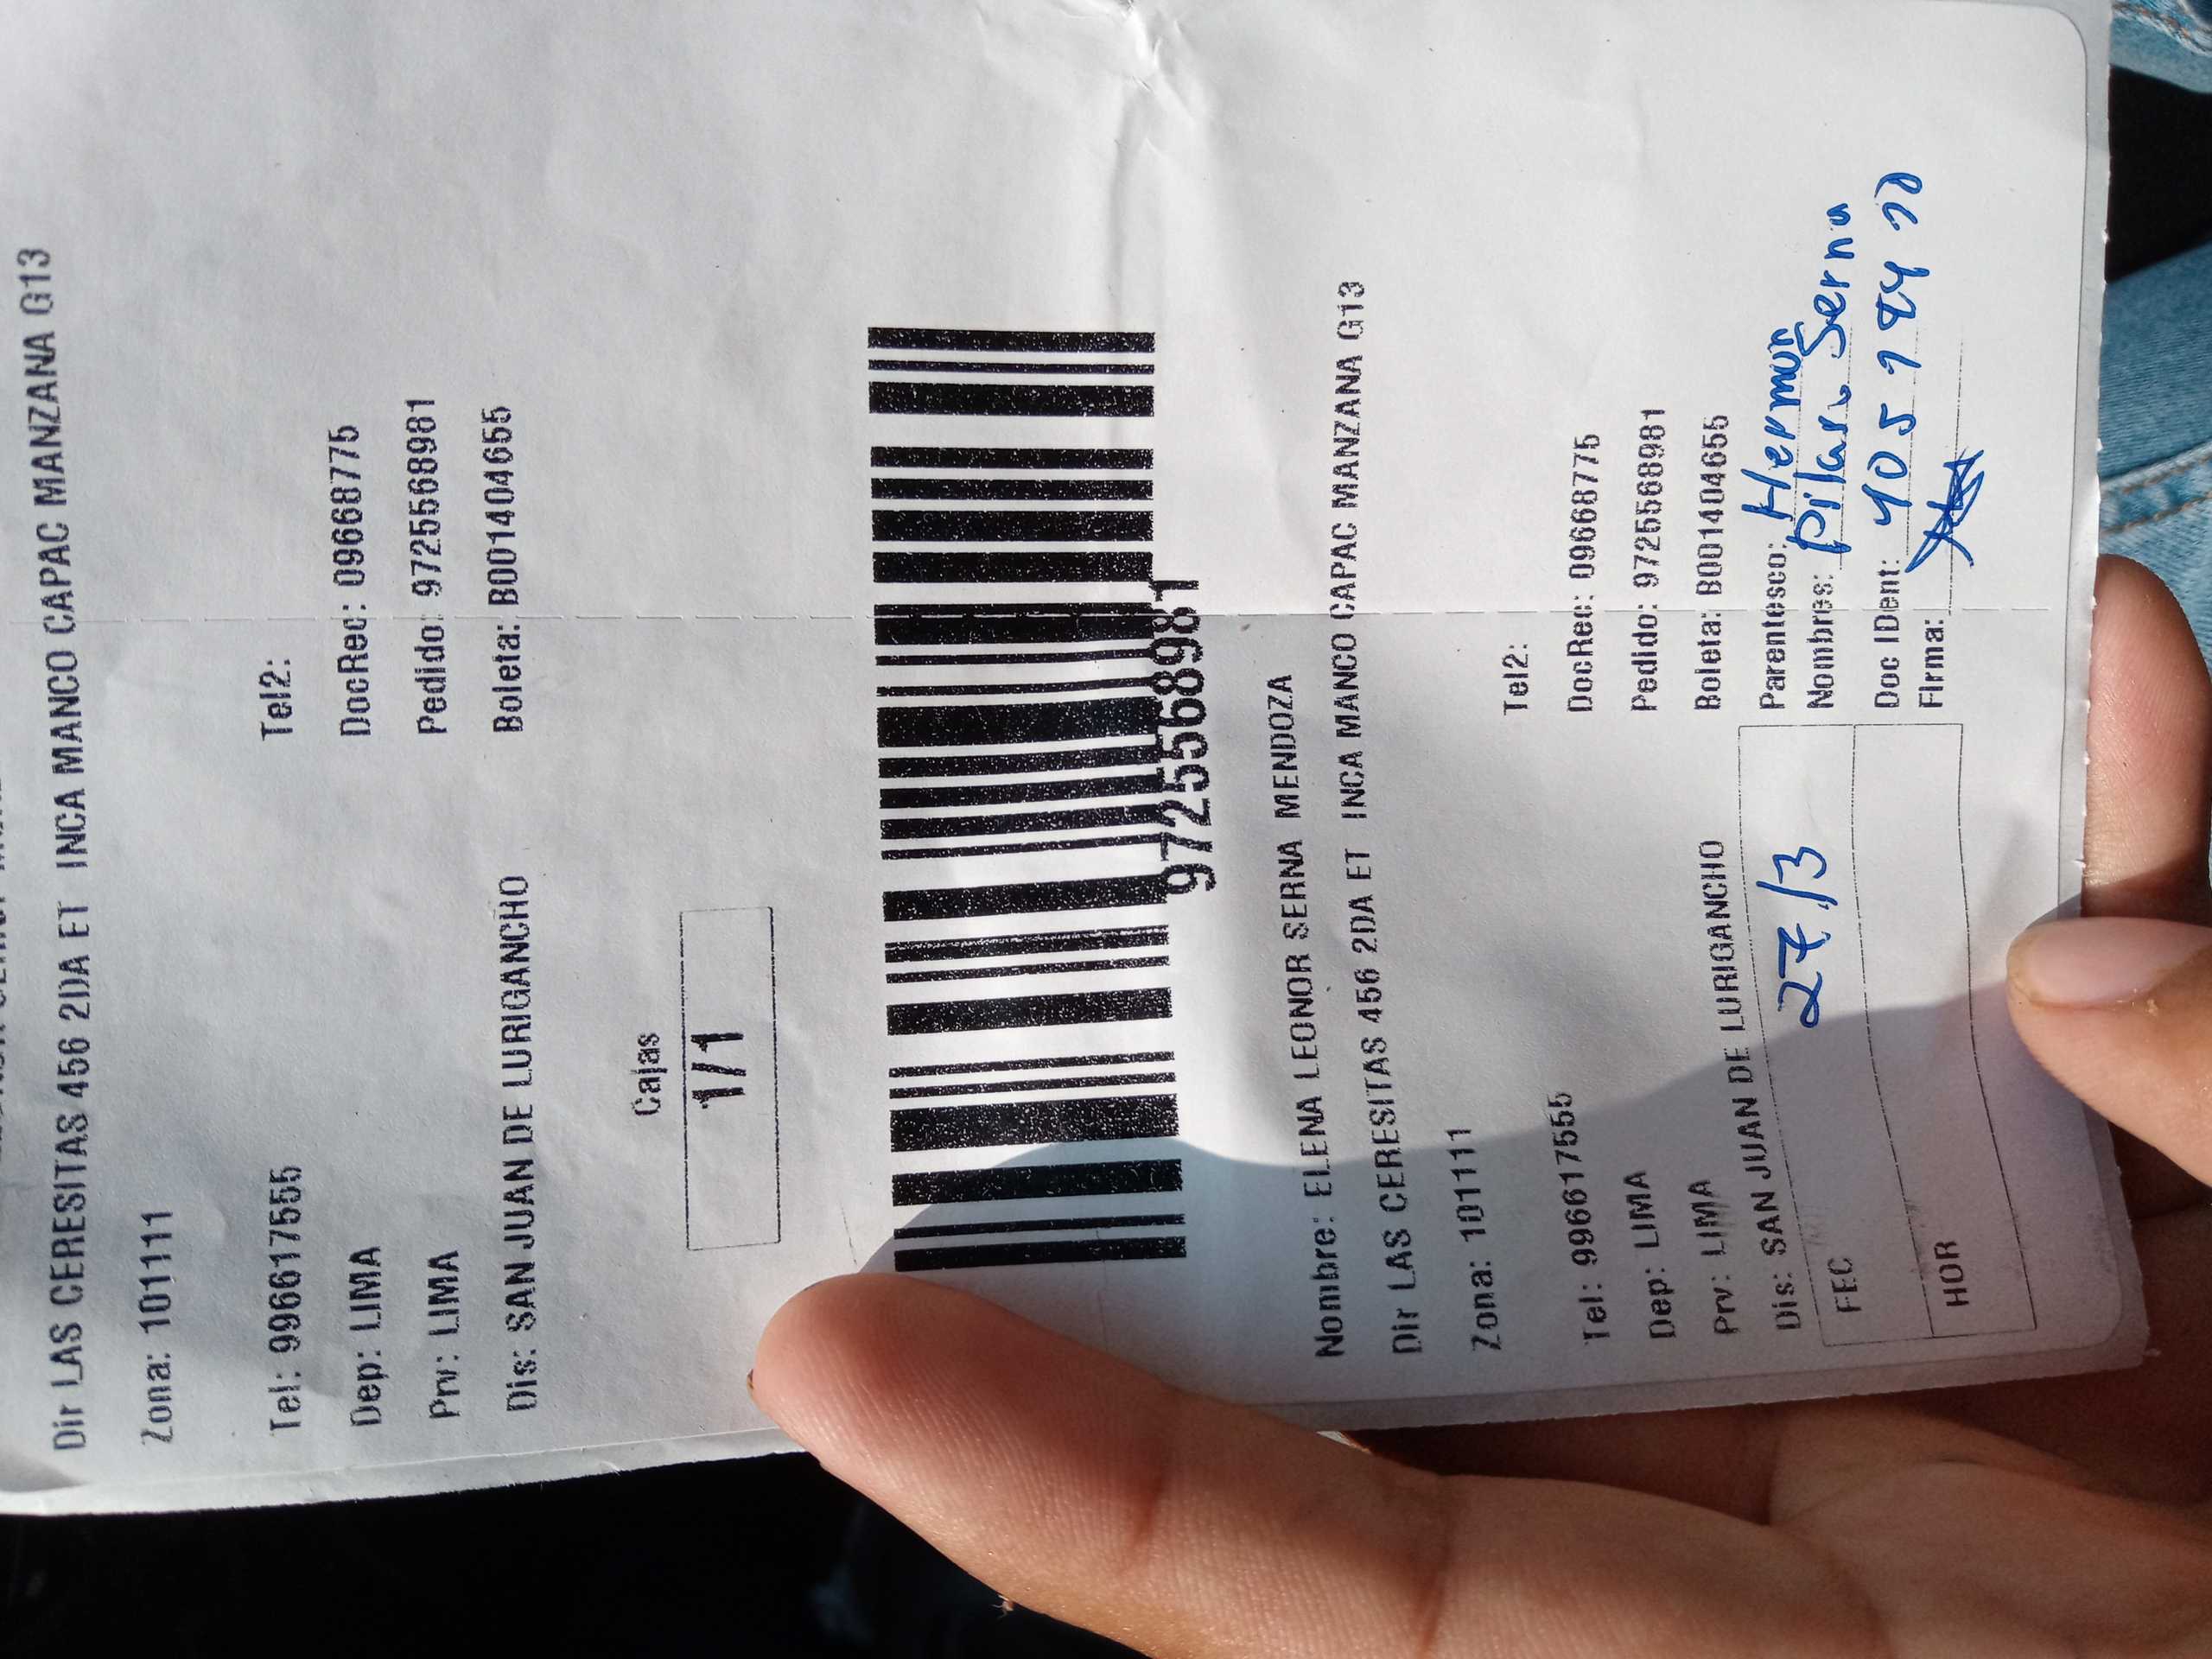 Dir LAS CERESITAS 456 2DA ET INCA MANCO CAPAC MANZANA G13
Zona: 101111
Tel: 996617555 Tel2:
Dep: LIMA DocRec: 09668775
Prv: LIMA Pedido: 972556898​1
Dis: SAN JUAN DE LURIGANCHO Boleta: B001404655
Cajas
1/1
9725568981
Nombre: ELENA LEONOR SERNA MENDOZA
Dir LAS CERESITAS 456 2DA ET INCA MANCO CAPAC MANZANA G13
Zona: 101111
Tel2:
Tel: 996617555 DocRec: 09668775
Dep: LIMA Pedido: 9725568981
Prv: LIMA Boleta: B001404655
Dis: SAN JUAN DE LURIGANCHO Parentesco:
FEC 27/3 Nombres: Pilar Serna
Doc IDent:
HOR Firma: